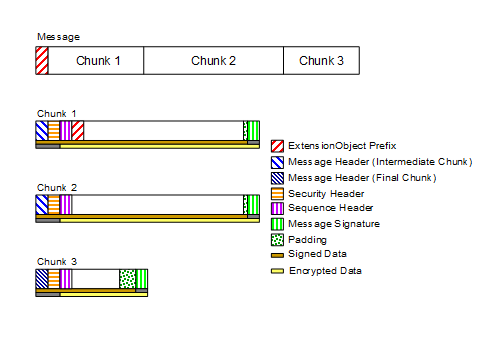 Message
Chunk 1
Chunk 2
Chunk 3
Chunk 1
Chunk 2
Chunk 3
ExtensionObject Prefix
Message Header (Intermediate Chunk)
Message Header (Final Chunk)
Security Header
Sequence Header
Message Signature
Padding
Signed Data
Encrypted Data